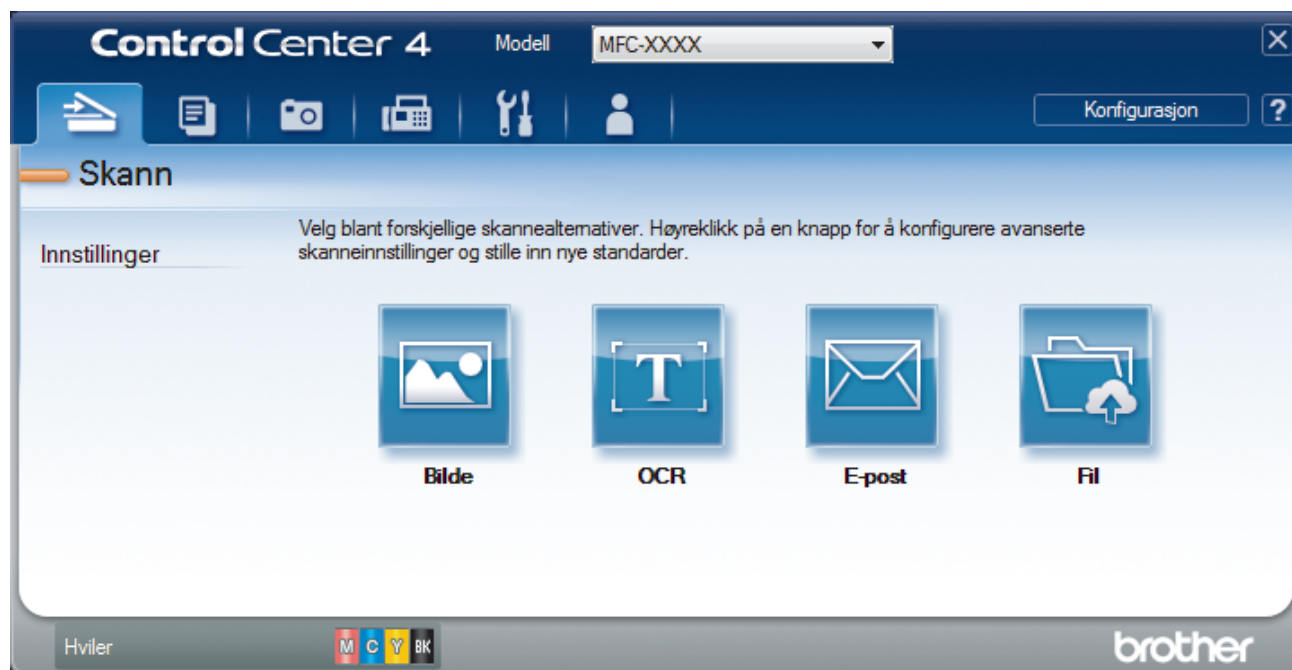 ControlCenter 4
Modell
MFC-XXXX
Konfigurasjon
?
Skann
Innstillinger
Velg blant forskjellige skannealternativer. Høyreklikk på en knapp for å konfigurere avanserte
skanneinnstillinger og stille inn nye standarder.
T
Bilde
OCR
E-post
Fil
Hviler
M C Y BK
brother